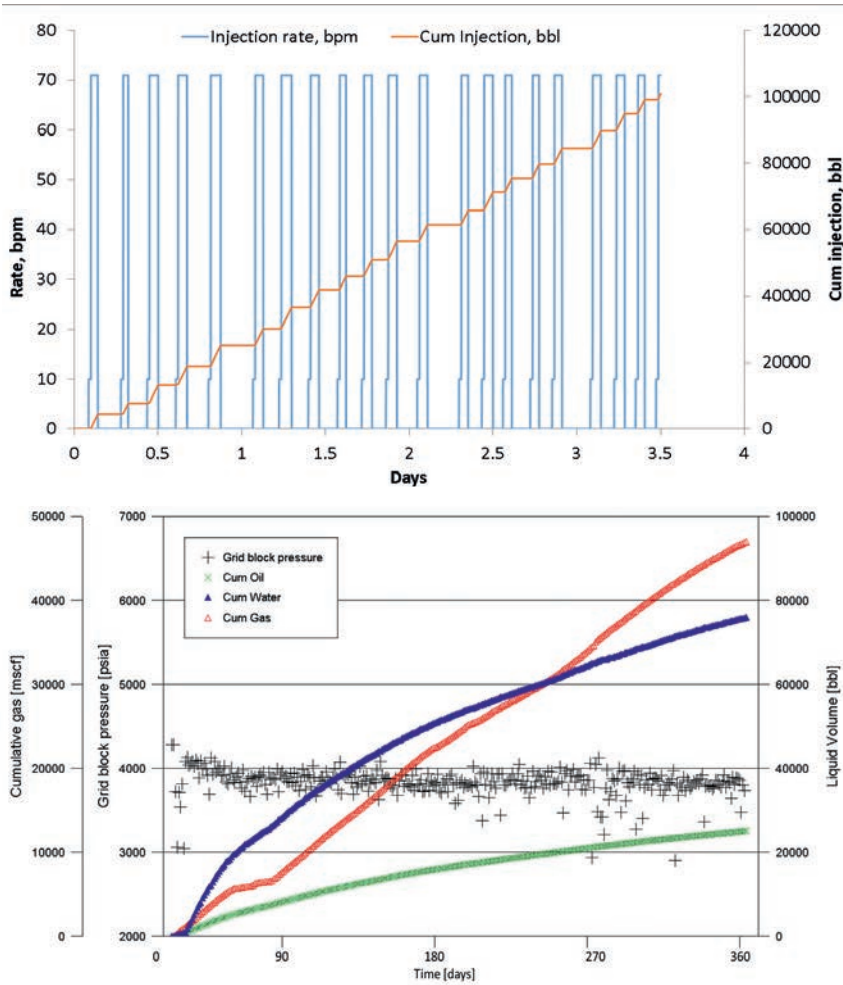 Injection rate, bpm
Cum Injection, bbl
80
70
60
50
40
30
20
10
0
Rate, bpm
120000
100000
80000
60000
40000
20000
0
Cum injection, bbl
0 0.5 1 1.5 2 2.5 3 3.5 4
Days
50000
40000
30000
20000
10000
0
Cumulative gas [mscf]
7000
6000
5000
4000
3000
2000
Grid block pressure [psia]
Grid block pressure
Cum Oil
Cum Water
Cum Gas
100000
80000
60000
40000
20000
0
Liquid Volume [bbl]
0 90 180 270 360
Time [days]